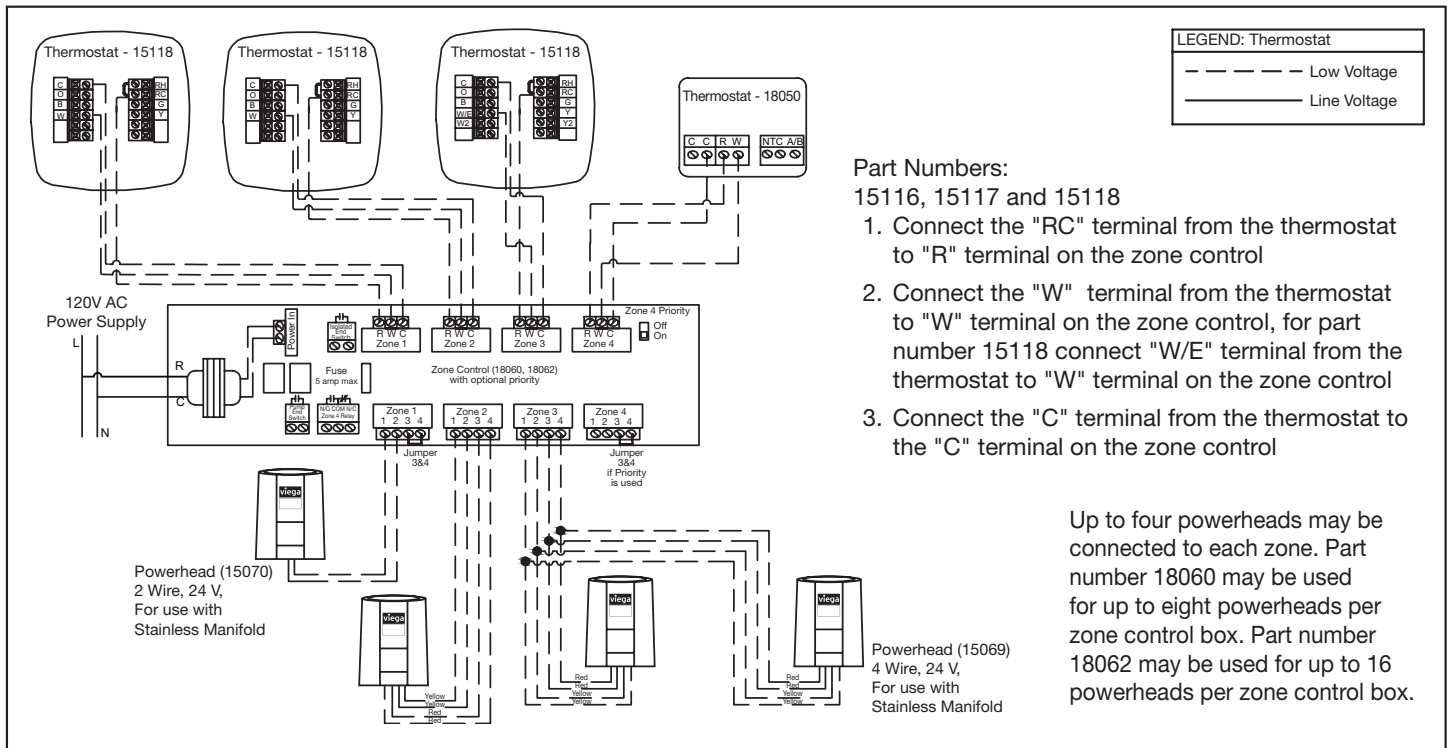 Thermostat - 15118
C
O
B
W
RH
RC
G
Y
Thermostat - 15118
C
O
B
W
RH
RC
G
Y
Thermostat - 15118
C
O
B
W/E
W2
RH
RC
G
Y
Y2
Thermostat - 18050
C C R W NTC A/B
LEGEND: Thermostat
Low Voltage
Line Voltage
Part Numbers:
15116, 15117 and 15118
1. Connect the "RC" terminal from the thermostat
to "R" terminal on the zone control
2. Connect the "W" terminal from the thermostat
to "W" terminal on the zone control, for part
number 15118 connect "W/E" terminal from the
thermostat to "W" terminal on the zone control
3. Connect the "C" terminal from the thermostat to
the "C" terminal on the zone control
120V AC
Power Supply
L
N
R
C
Power In
Isolated
End
Switch
R W C
Zone 1
R W C
Zone 2
R W C
Zone 3
R W C
Zone 4
Zone 4 Priority
Off
On
Fuse
5 amp max
Zone Control (18060, 18062)
with optional priority
Pump
End
Switch
N/O COM N/C
Zone 4 Relay
Zone 1
1 2 3 4
Zone 2
1 2 3 4
Zone 3
1 2 3 4
Zone 4
1 2 3 4
Jumper
3&4
Jumper
3&4
if Priority
is used
viega
Powerhead (15070)
2 Wire, 24 V,
For use with
Stainless Manifold
viega
Yellow
Yellow
Red
Red
viega
Red
Red
Yellow
Yellow
viega
Red
Red
Yellow
Yellow
Powerhead (15069)
4 Wire, 24 V,
For use with
Stainless Manifold
Up to four powerheads may be
connected to each zone. Part
number 18060 may be used
for up to eight powerheads per
zone control box. Part number
18062 may be used for up to 16
powerheads per zone control box.